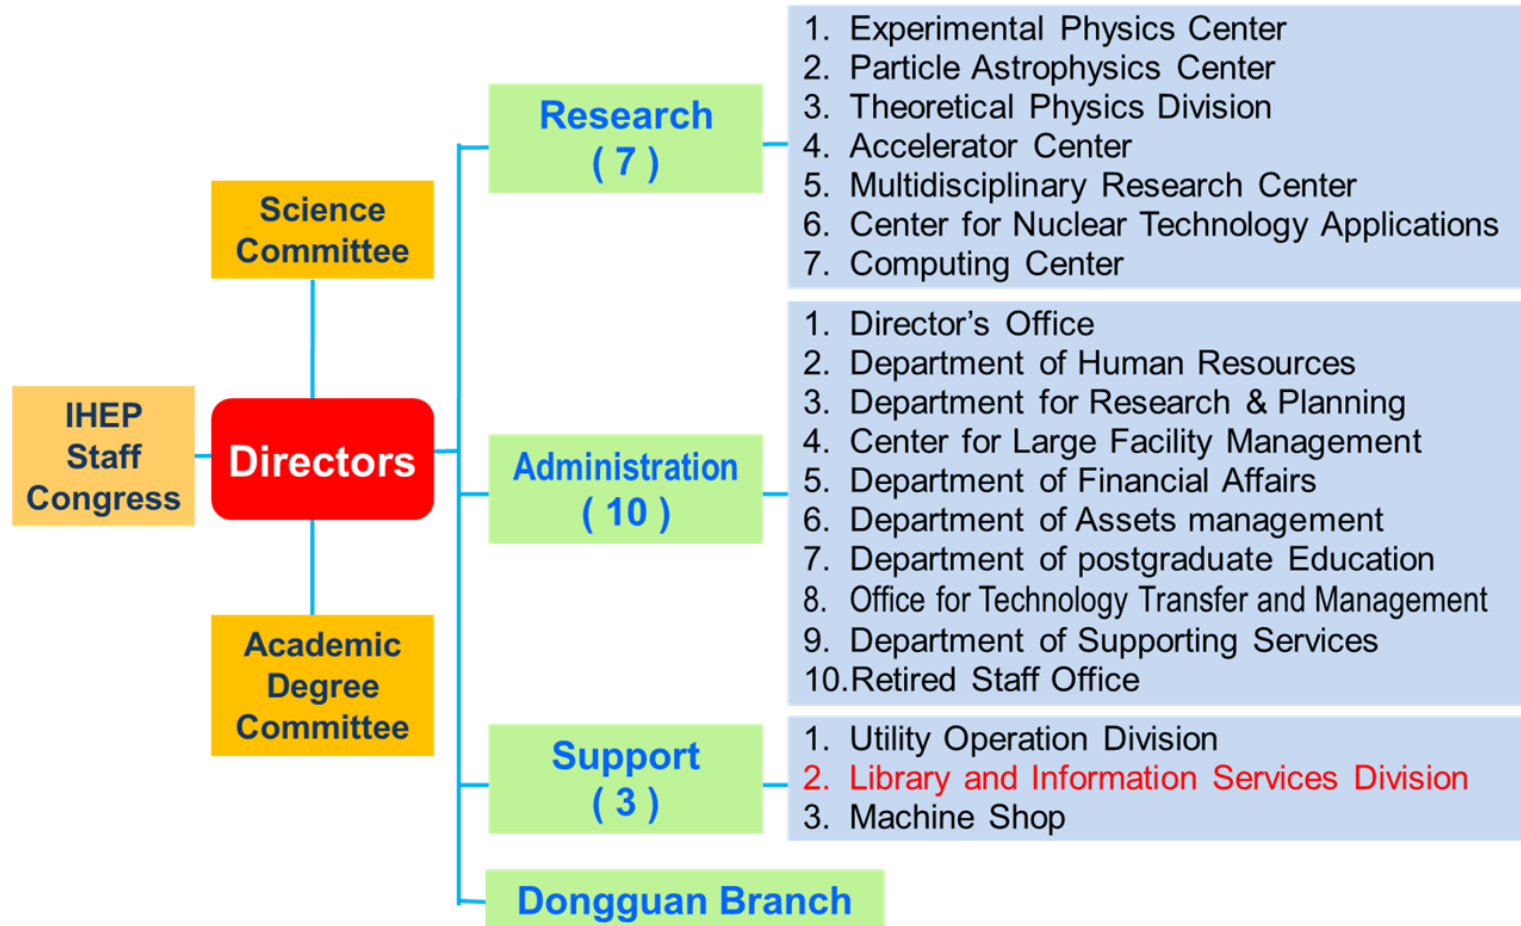 Science
Committee
IHEP
Staff
Congress
Directors
Academic
Degree
Committee
Research
( 7 )
1. Experimental Physics Center
2. Particle Astrophysics Center
3. Theoretical Physics Division
4. Accelerator Center
5. Multidisciplinary Research Center
6. Center for Nuclear Technology Applications
7. Computing Center
Administration
( 10 )
1. Director’s Office
2. Department of Human Resources
3. Department for Research & Planning
4. Center for Large Facility Management
5. Department of Financial Affairs
6. Department of Assets management
7. Department of postgraduate Education
8. Office for Technology Transfer and Management
9. Department of Supporting Services
10.Retired Staff Office
Support
( 3 )
1. Utility Operation Division
2. Library and Information Services Division
3. Machine Shop
Dongguan Branch